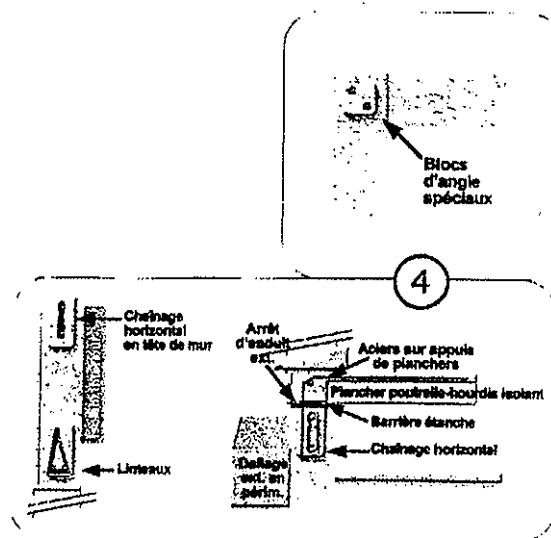 Blocs
d'angle
spéciaux
4
Chaînage
horizontal
en tête de mur
Linteaux
Arrêt
d'enduit
ext.
Aciers sur appuis
de planchers
Plancher poutrelle-hourdis isolant
Barrière étanche
Chaînage horizontal
Dallage
ext. en
périm.